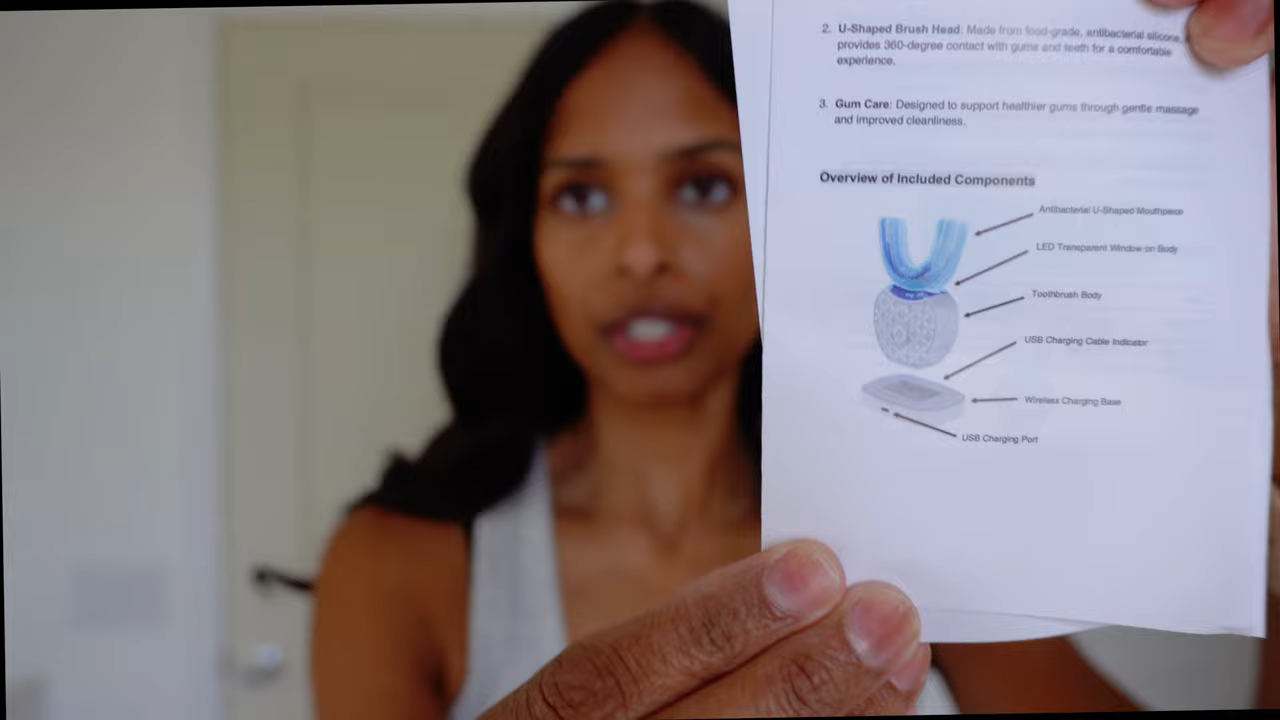 2. U-Shaped Brush Head: Made from food-grade, antibacterial silicone,
provides 360-degree contact with gums and teeth for a comfortable
experience.
3. Gum Care: Designed to support healthier gums through gentle massage
and improved cleanliness.
Overview of Included Components
Antibacterial U-Shaped Mouthpiece
LED Transparent Window on Body
Toothbrush Body
USB Charging Cable Indicator
Wireless Charging Base
USB Charging Port